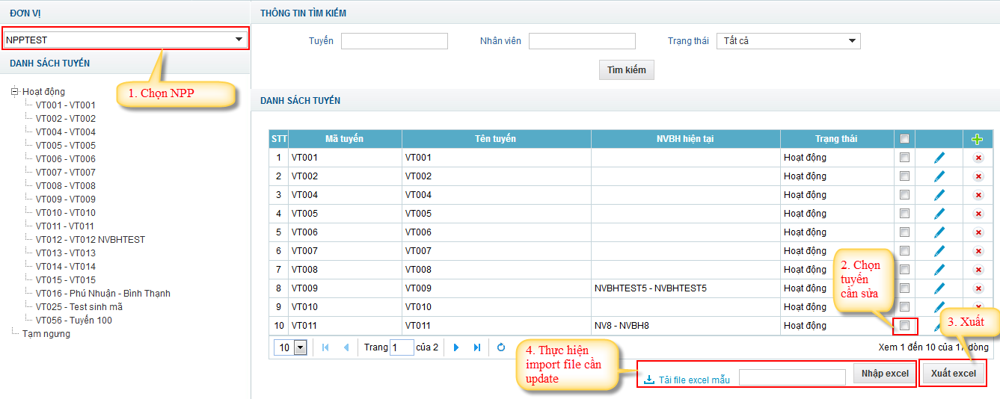 ĐƠN VỊ
NPPTEST
1. Chọn NPP
DANH SÁCH TUYẾN
Hoạt động
VT001 - VT001
VT002 - VT002
VT004 - VT004
VT005 - VT005
VT006 - VT006
VT007 - VT007
VT008 - VT008
VT009 - VT009
VT010 - VT010
VT011 - VT011
VT012 - VT012 NVBHTEST
VT013 - VT013
VT014 - VT014
VT015 - VT015
VT016 - Phú Nhuận - Bình Thạnh
VT025 - Test sinh mã
VT056 - Tuyến 100
Tạm ngưng
THÔNG TIN TÌM KIẾM
Tuyến Nhân viên Trạng thái Tất cả
Tìm kiếm
DANH SÁCH TUYẾN
STT Mã tuyến Tên tuyến NVBH hiện tại Trạng thái
1 VT001 VT001 Hoạt động
2 VT002 VT002 Hoạt động
3 VT004 VT004 Hoạt động
4 VT005 VT005 Hoạt động
5 VT006 VT006 Hoạt động
6 VT007 VT007 Hoạt động
7 VT008 VT008 Hoạt động
8 VT009 VT009 NVBHTEST5 - NVBHTEST5 Hoạt động
9 VT010 VT010 Hoạt động
10 VT011 VT011 NV8 - NVBH8 Hoạt động
2. Chọn
tuyến
cần sửa
3. Xuất
10 Trang 1 của 2 Xem 1 đến 10 của 17 dòng
4. Thực hiện
import file cần
update
Tải file excel mẫu Nhập excel Xuất excel